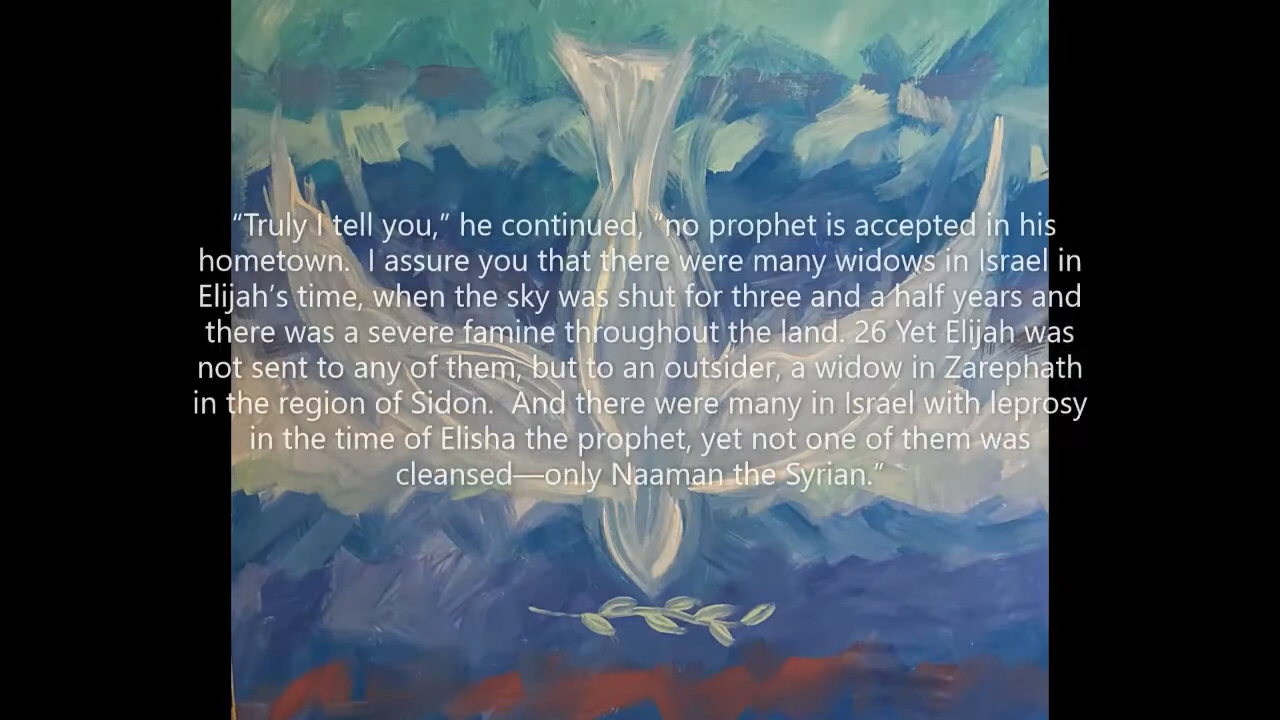 “Truly I tell you,” he continued, “no prophet is accepted in his
hometown.  I assure you that there were many widows in Israel in
Elijah’s time, when the sky was shut for three and a half years and
there was a severe famine throughout the land. 26 Yet Elijah was
not sent to any of them, but to an outsider, a widow in Zarephath
in the region of Sidon.  And there were many in Israel with leprosy
in the time of Elisha the prophet, yet not one of them was
cleansed—only Naaman the Syrian.”